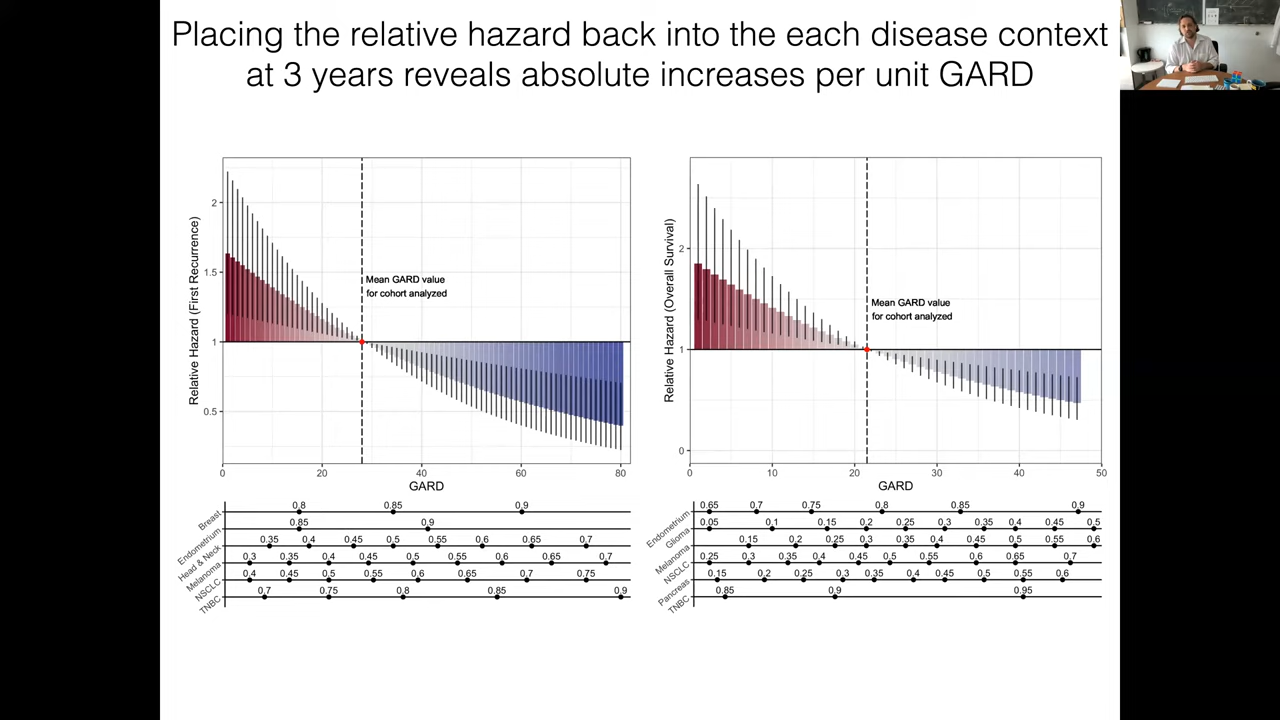 Placing the relative hazard back into the each disease context
at 3 years reveals absolute increases per unit GARD
Relative Hazard (First Recurrence)
2
1.5
1
0.5
Mean GARD value
for cohort analyzed
0 20 40 60 80
GARD
Breast 0.8 0.85 0.9
Endometrium 0.85 0.9
Head & Neck 0.35 0.4 0.45 0.5 0.55 0.6 0.65 0.7
Melanoma 0.3 0.35 0.4 0.45 0.5 0.55 0.6 0.65 0.7
NSCLC 0.4 0.45 0.5 0.55 0.6 0.65 0.7 0.75
TNBC 0.7 0.75 0.8 0.85 0.9
Relative Hazard (Overall Survival)
2
1
0
Mean GARD value
for cohort analyzed
0 10 20 30 40 50
GARD
Endometrium 0.65 0.7 0.75 0.8 0.85 0.9
Glioma 0.05 0.1 0.15 0.2 0.25 0.3 0.35 0.4 0.45 0.5
Melanoma 0.15 0.2 0.25 0.3 0.35 0.4 0.45 0.5 0.55 0.6
NSCLC 0.25 0.3 0.35 0.4 0.45 0.5 0.55 0.6 0.65 0.7
Pancreas 0.15 0.2 0.25 0.3 0.35 0.4 0.45 0.5 0.55 0.6
TNBC 0.85 0.9 0.95